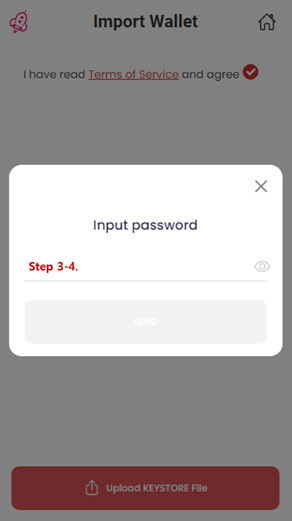 Import Wallet
I have read Terms of Service and agree
Input password
Step 3-4.
SEND
Upload KEYSTORE File